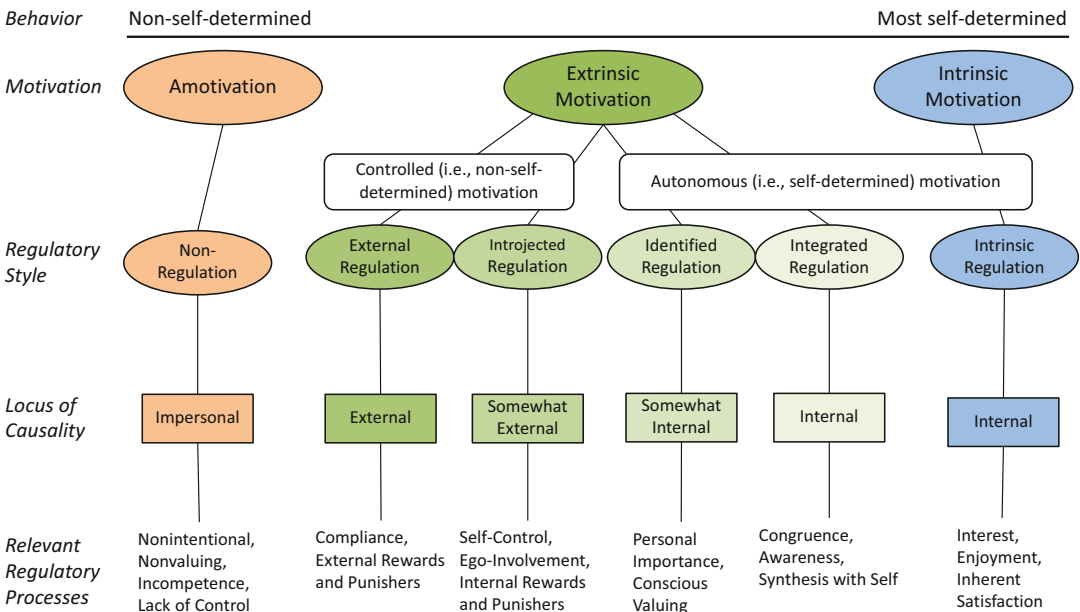 Behavior
Non-self-determined
Most self-determined
Motivation
Amotivation
Extrinsic
Motivation
Intrinsic
Motivation
Controlled (i.e., non-self-
determined) motivation
Autonomous (i.e., self-determined) motivation
Regulatory
Style
Non-
Regulation
External
Regulation
Introjected
Regulation
Identified
Regulation
Integrated
Regulation
Intrinsic
Regulation
Locus of
Causality
Impersonal
External
Somewhat
External
Somewhat
Internal
Internal
Internal
Relevant
Regulatory
Processes
Nonintentional,
Nonvaluing,
Incompetence,
Lack of Control
Compliance,
External Rewards
and Punishers
Self-Control,
Ego-Involvement,
Internal Rewards
and Punishers
Personal
Importance,
Conscious
Valuing
Congruence,
Awareness,
Synthesis with Self
Interest,
Enjoyment,
Inherent
Satisfaction